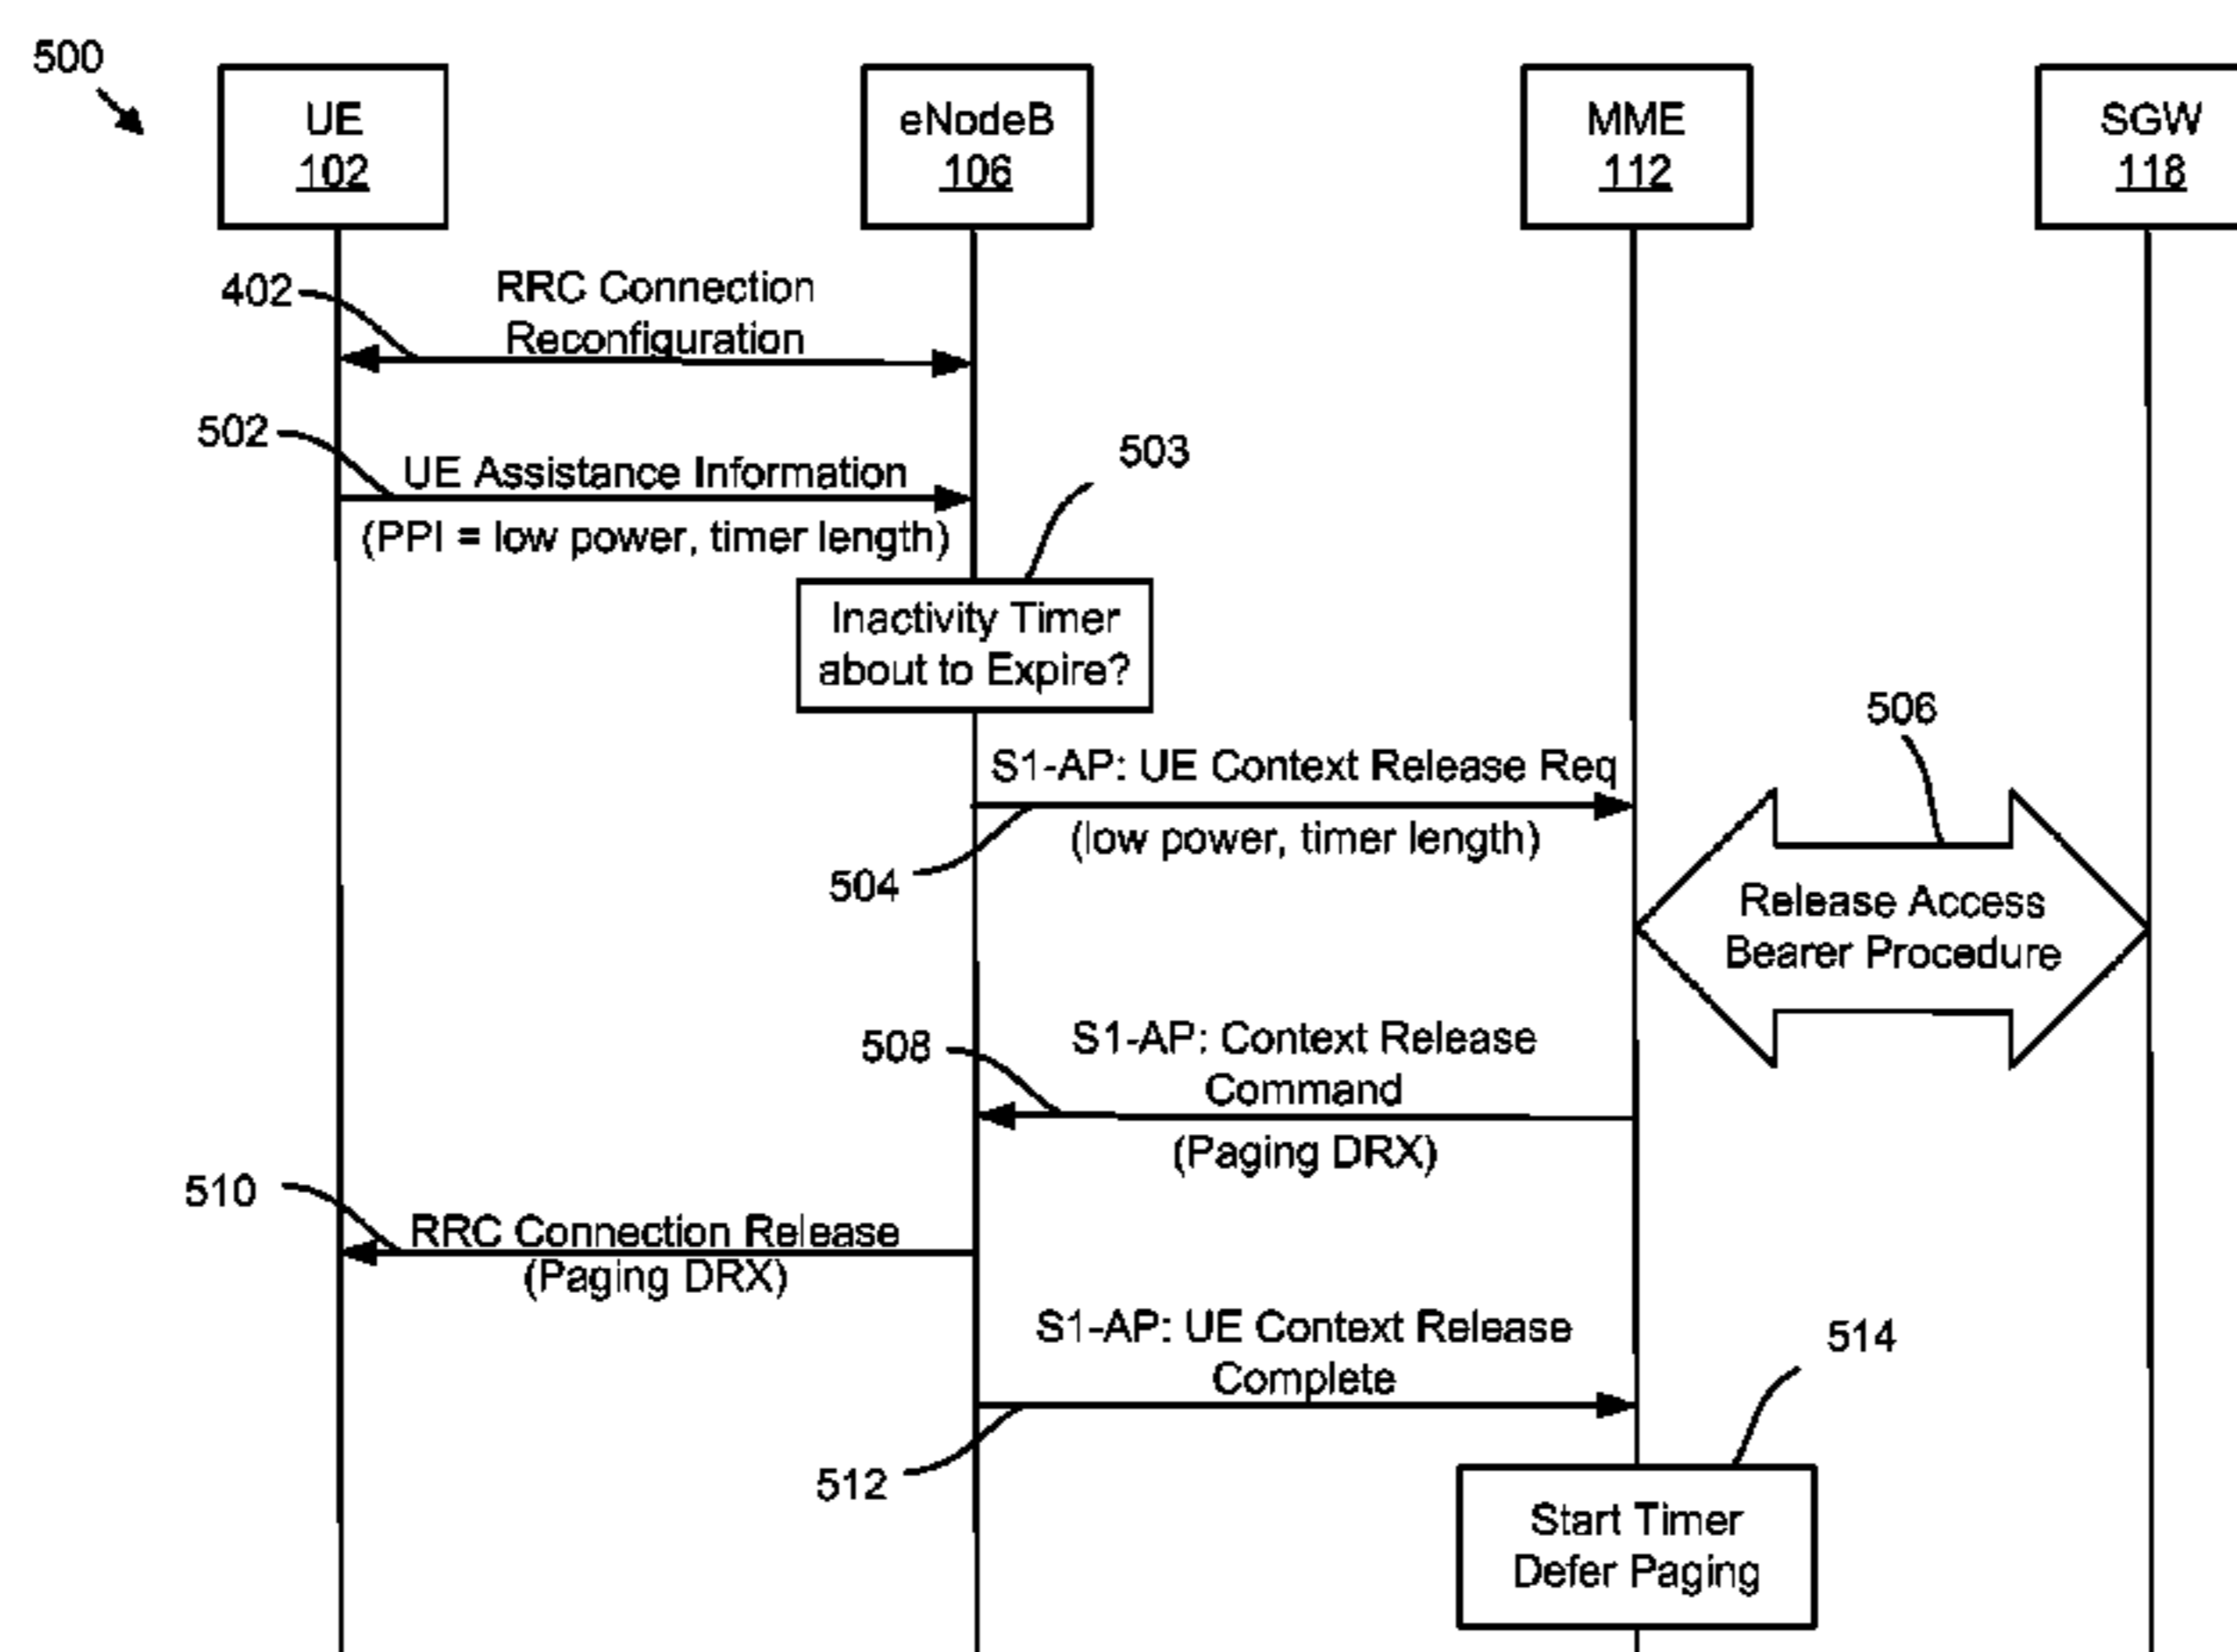 500
UE
102
eNodeB
106
MME
112
SGW
118
402
RRC Connection
Reconfiguration
502
UE Assistance Information
(PPI = low power, timer length)
503
Inactivity Timer
about to Expire?
S1-AP: UE Context Release Req
(low power, timer length)
504
506
Release Access
Bearer Procedure
508
S1-AP: Context Release
Command
(Paging DRX)
510
RRC Connection Release
(Paging DRX)
S1-AP: UE Context Release
Complete
512
514
Start Timer
Defer Paging